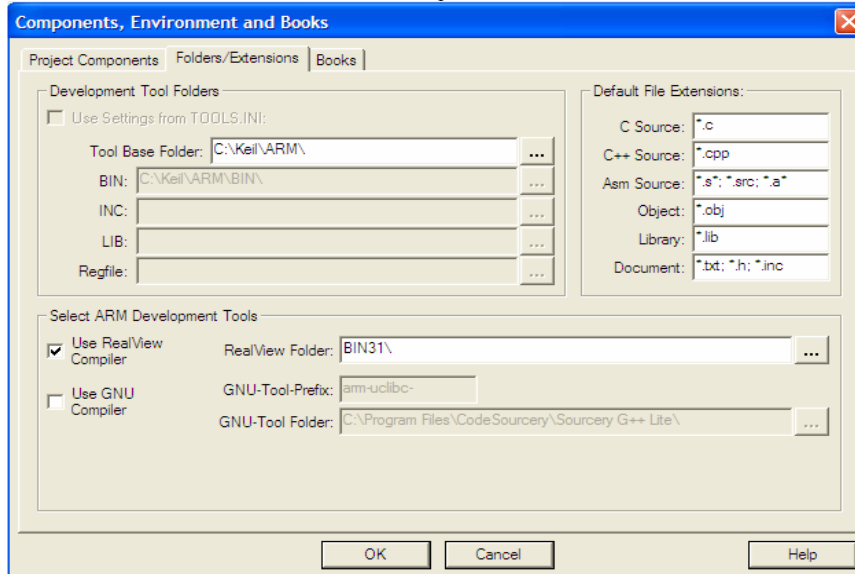 Components, Environment and Books
Project Components Folders/Extensions Books
Development Tool Folders
Use Settings from TOOLS.INI:
Tool Base Folder: C:\Keil\ARM\ ...
BIN: C:\Keil\ARM\BIN\ ...
INC: ...
LIB: ...
Regfile: ...
Default File Extensions:
C Source: *.c
C++ Source: *.cpp
Asm Source: *.s*; *.src; *.a*
Object: *.obj
Library: *.lib
Document: *.txt; *.h; *.inc
Select ARM Development Tools
Use RealView
Compiler
RealView Folder: BIN31\ ...
Use GNU
Compiler
GNU-Tool-Prefix: arm-uclibc-
GNU-Tool Folder: C:\Program Files\CodeSourcery\Sourcery G++ Lite\ ...
OK Cancel Help